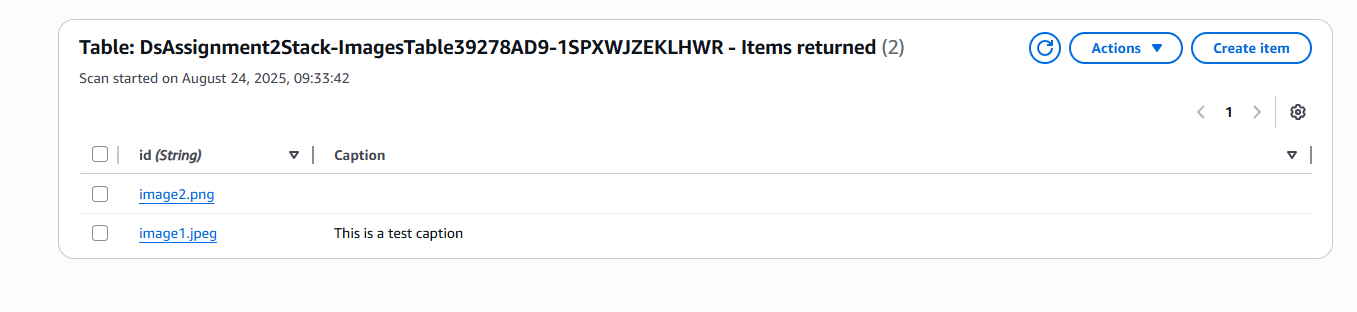 Table: DsAssignment2Stack-ImagesTable39278AD9-1SPXWJZEKLHWR - Items returned (2)
Actions
Create item
Scan started on August 24, 2025, 09:33:42
1
id (String)
Caption
image2.png
image1.jpeg This is a test caption